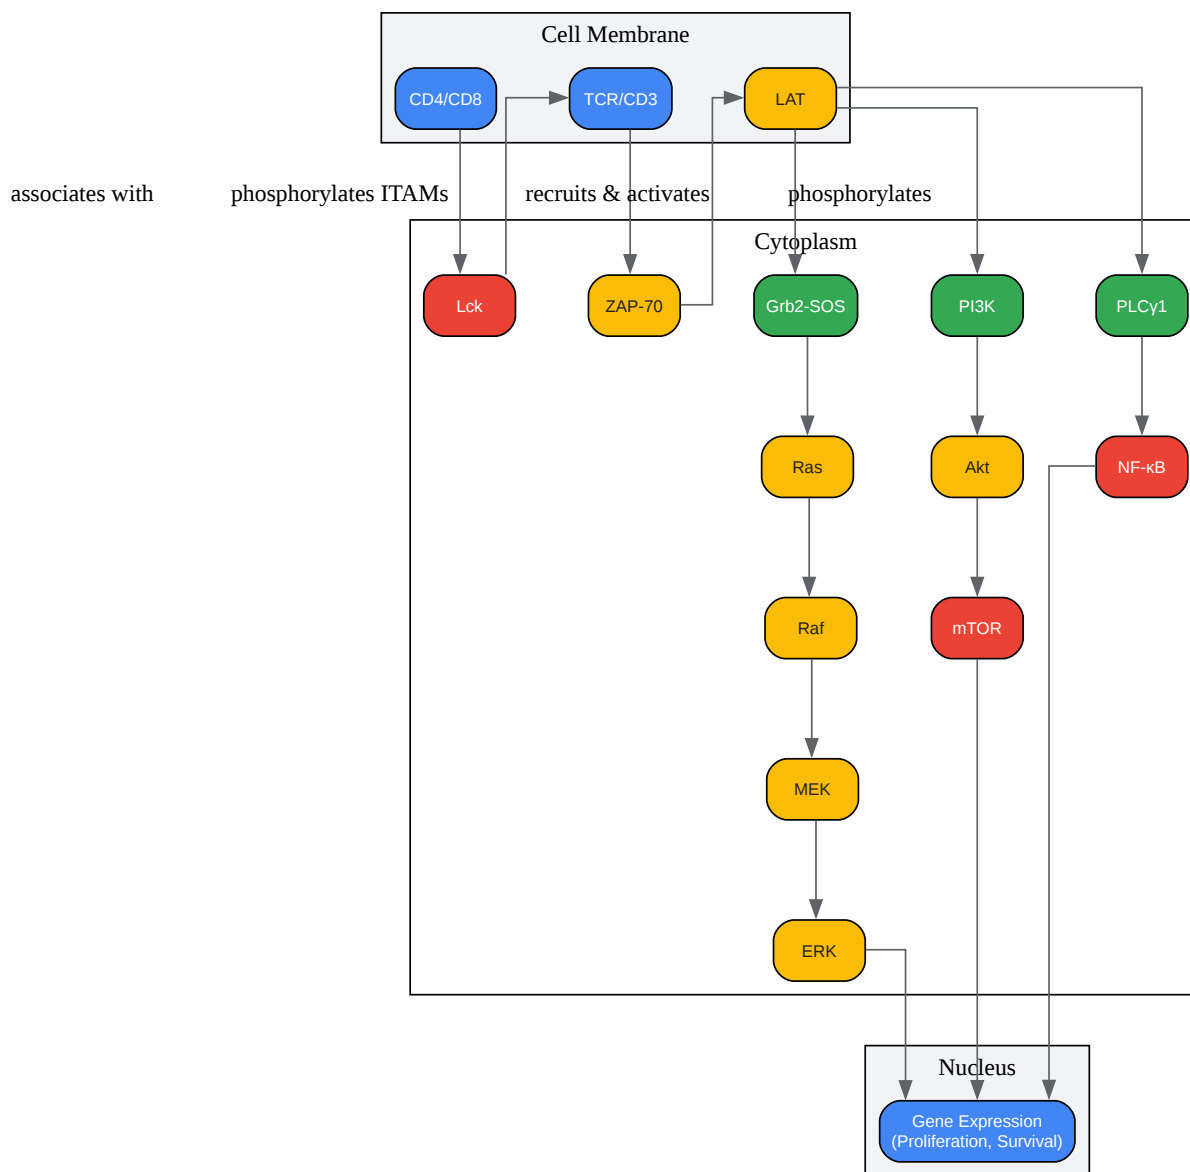 Cell Membrane
CD4/CD8
TCR/CD3
LAT
associates with
phosphorylates ITAMs
recruits & activates
phosphorylates
Cytoplasm
Lck
ZAP-70
Grb2-SOS
PI3K
PLCγ1
Ras
Akt
NF-κB
Raf
mTOR
MEK
ERK
Nucleus
Gene Expression
(Proliferation, Survival)